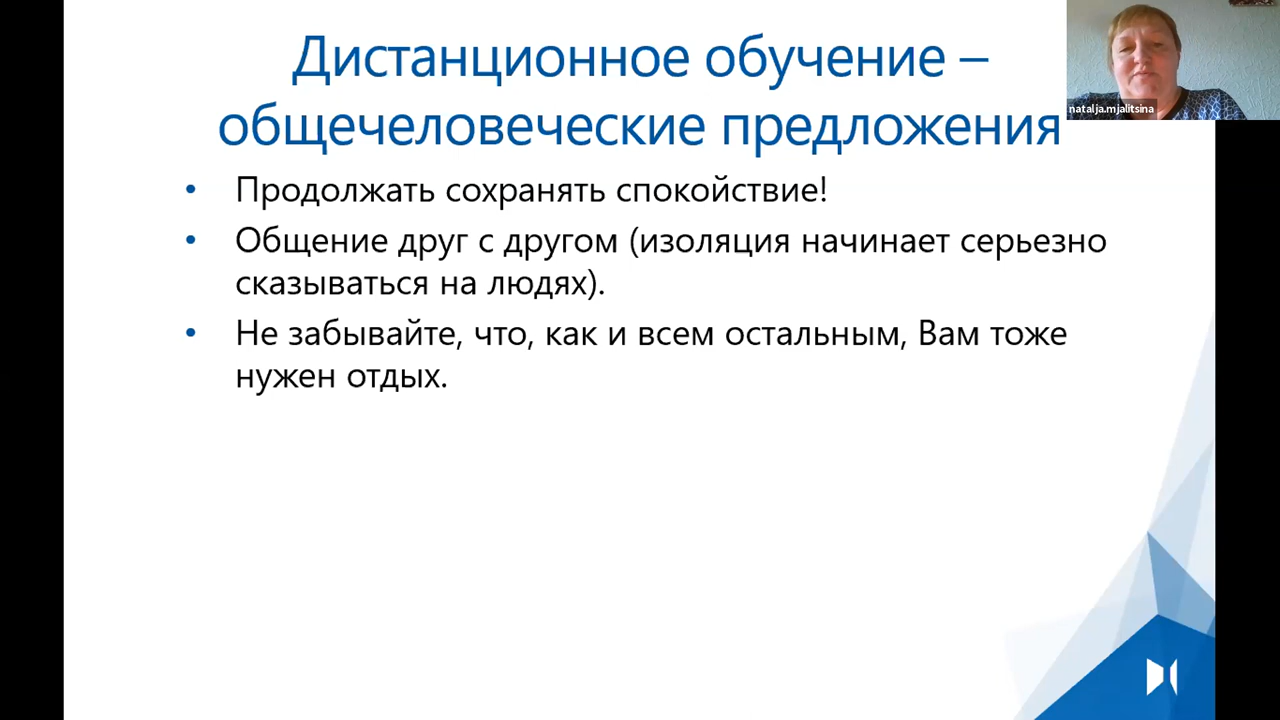 Дистанционное обучение –
общечеловеческие предложения
natalja.mjalitsina
• Продолжать сохранять спокойствие!
• Общение друг с другом (изоляция начинает серьезно
сказываться на людях).
• Не забывайте, что, как и всем остальным, Вам тоже
нужен отдых.